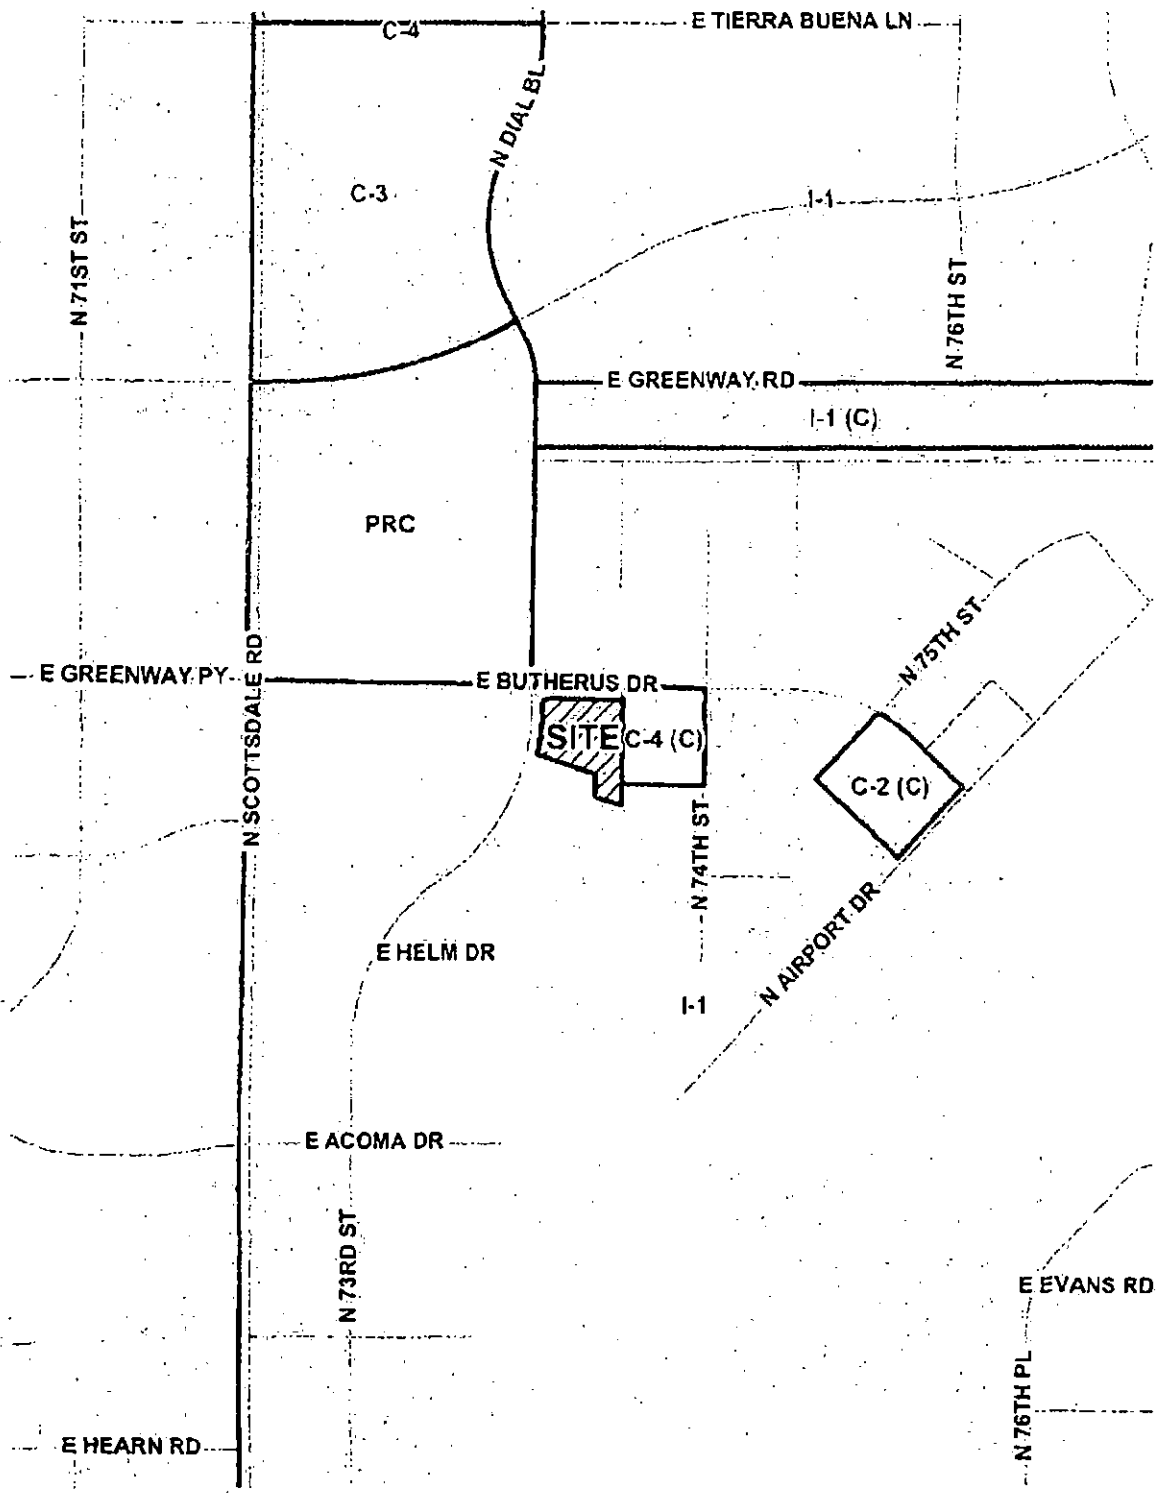 E TIERRA BUENA LN
C-4
N DIAL BL
C-3
I-1
N 71ST ST
N 76TH ST
E GREENWAY RD
I-1 (C)
PRC
N 75TH ST
E GREENWAY PY
N SCOTTSDALE RD
E BUTHERUS DR
SITE
C-4 (C)
C-2 (C)
N 74TH ST
N AIRPORT DR
E HELM DR
I-1
E ACOMA DR
N 73RD ST
E EVANS RD
N 76TH PL
E HEARN RD